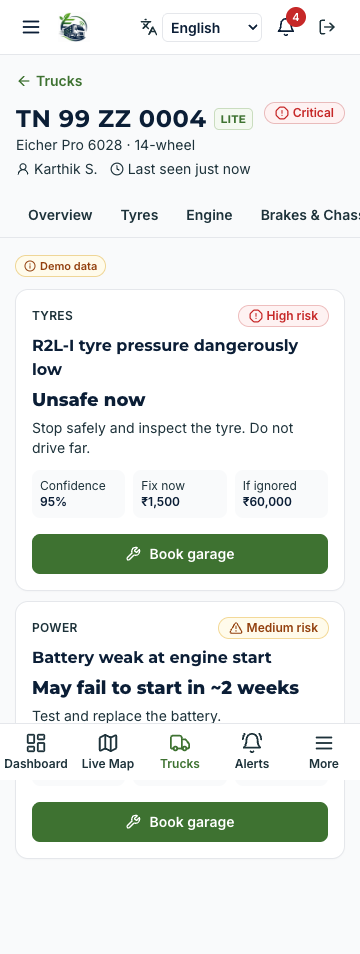 English
4
Trucks
TN 99 ZZ 0004 LITE Critical
Eicher Pro 6028 · 14-wheel
Karthik S. Last seen just now
Overview Tyres Engine Brakes & Chas
Demo data
TYRES High risk
R2L-I tyre pressure dangerously
low
Unsafe now
Stop safely and inspect the tyre. Do not
drive far.
Confidence Fix now If ignored
95% ₹1,500 ₹60,000
Book garage
POWER Medium risk
Battery weak at engine start
May fail to start in ~2 weeks
Test and replace the battery.
Dashboard Live Map Trucks Alerts More
Book garage